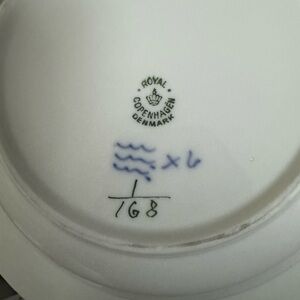 ROYAL
COPENHAGEN
DENMARK
x 6
1
168